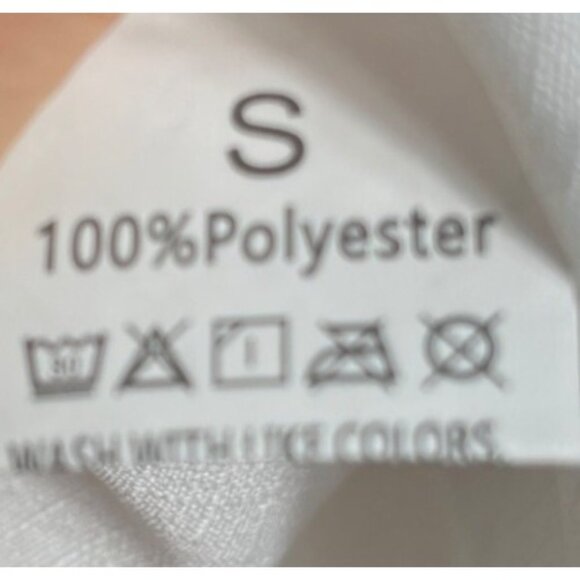 S
100%Polyester
30
WASH WITH LIKE COLORS.